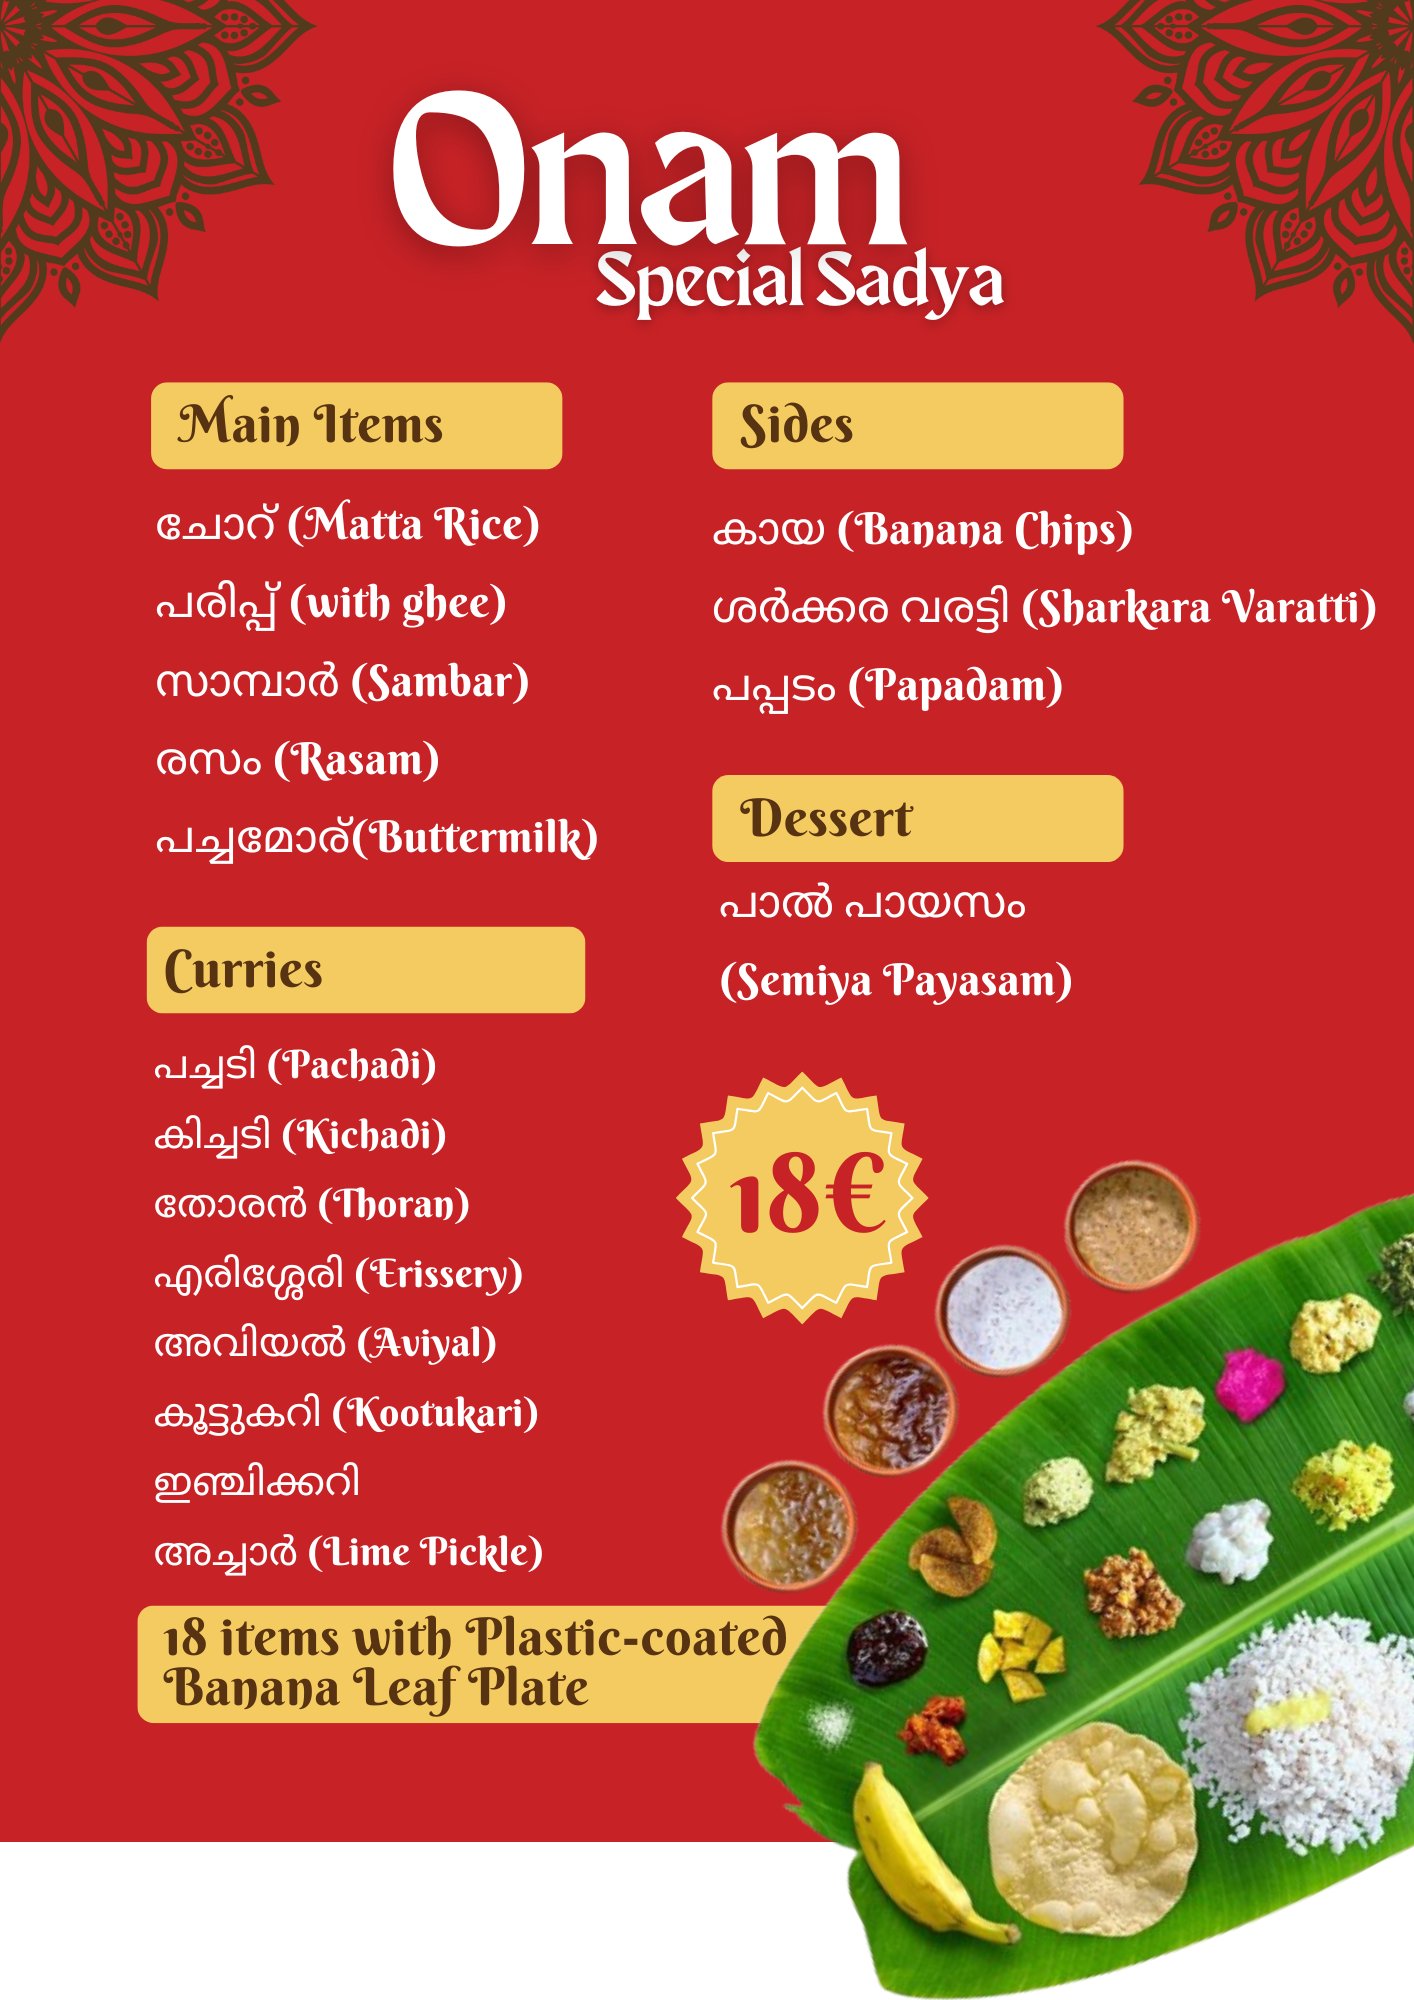 Onam
Special Sadya
Main Items
ചോറ് (Matta Rice)
പരിപ്പ് (with ghee)
സാമ്പാർ (Sambar)
രസം (Rasam)
പച്ചമോര്(Buttermilk)
Curries
പച്ചടി (Pachadi)
കിച്ചടി (Kichadi)
തോരൻ (Thoran)
എരിശ്ശേരി (Erissery)
അവിയൽ (Aviyal)
കൂട്ടുകറി (Kootukari)
ഇഞ്ചിക്കറി
അച്ചാർ (Lime Pickle)
Sides
കായ (Banana Chips)
ശർക്കര വരട്ടി (Sharkara Varatti)
പപ്പടം (Papadam)
Dessert
പാൽ പായസം
(Semiya Payasam)
18€
18 items with Plastic-coated
Banana Leaf Plate